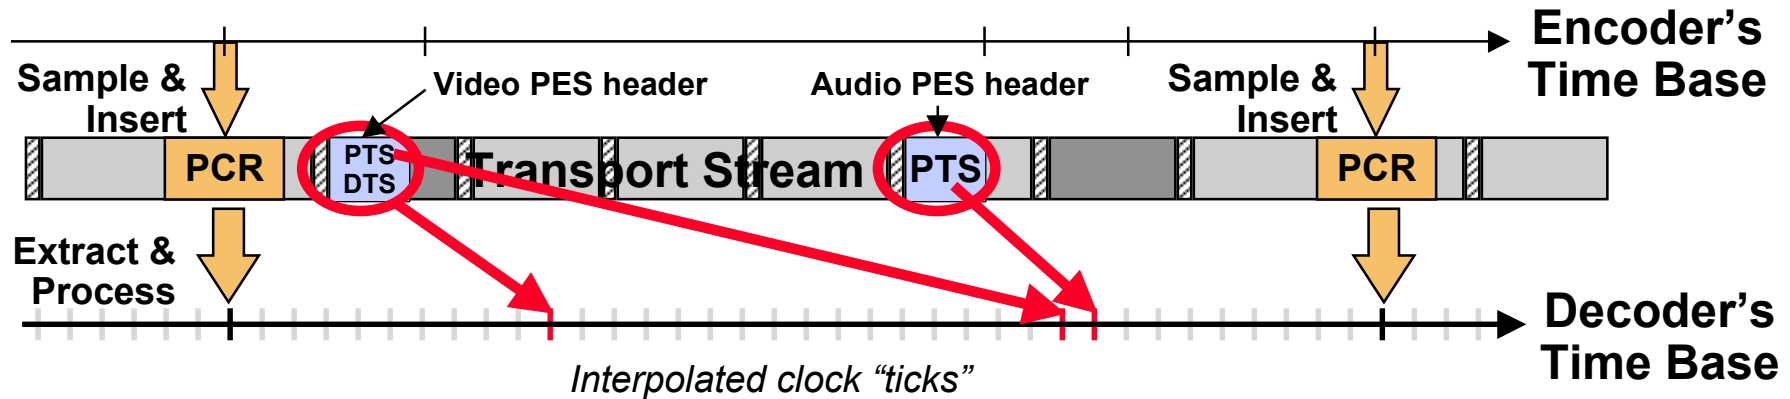 Encoder's
Time Base
Sample &
Insert
Video PES header
Audio PES header
Sample &
Insert
PCR
PTS
DTS
Transport Stream
PTS
PCR
Extract &
Process
Decoder's
Time Base
Interpolated clock “ticks”